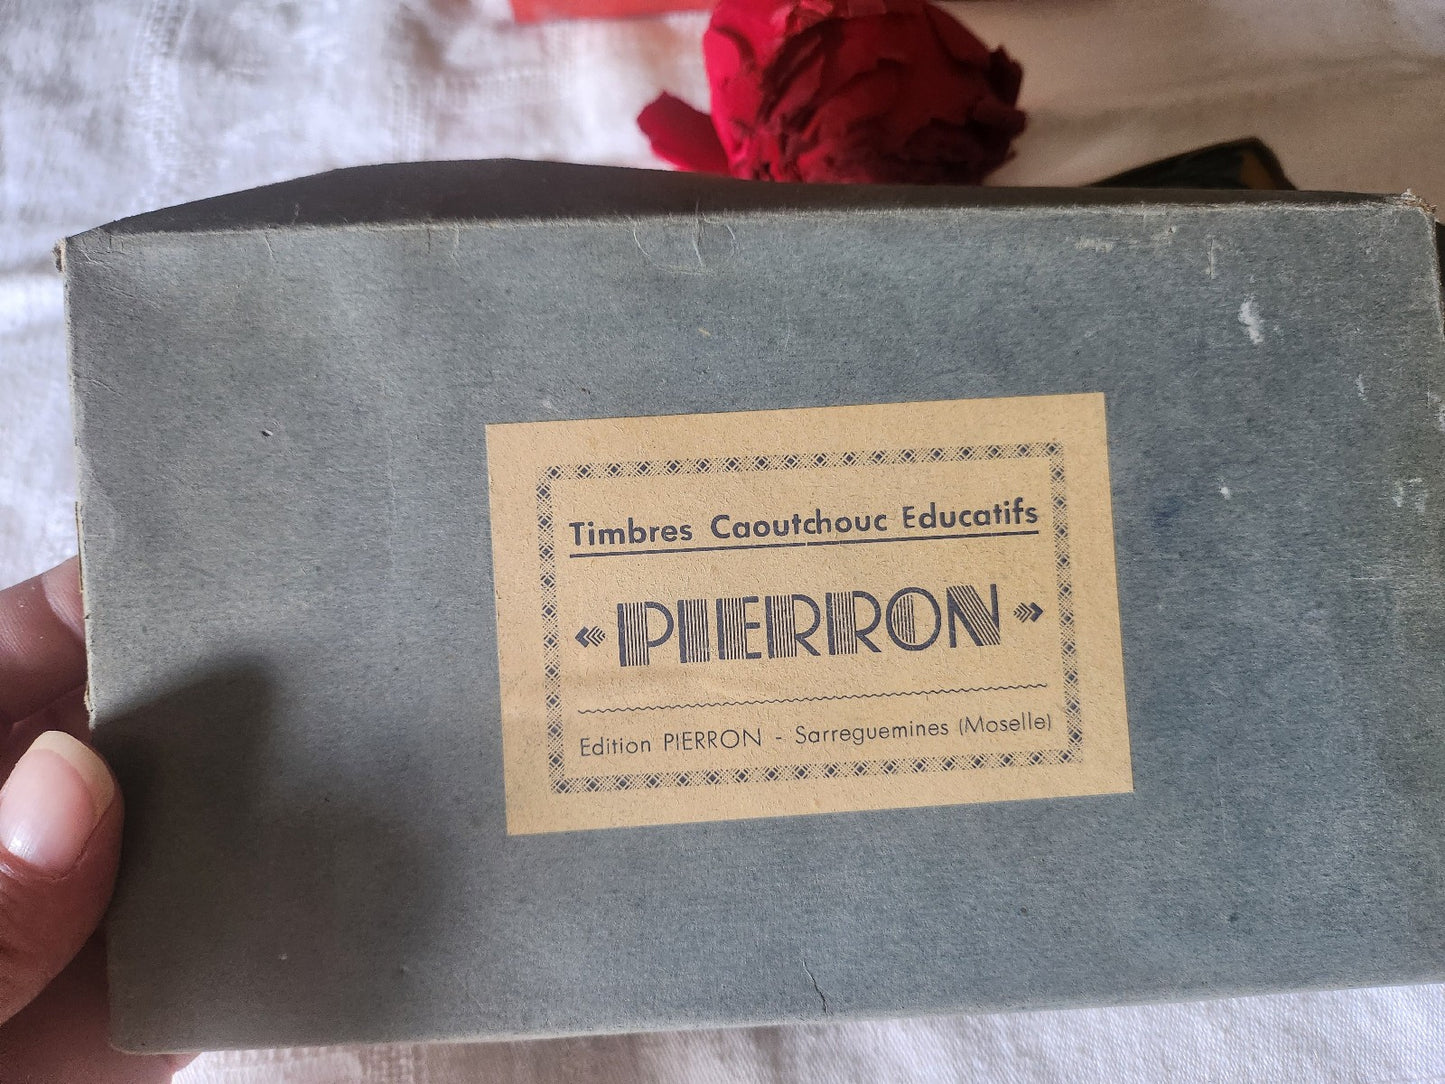 Timbres Caoutchouc Educatifs
« PIERRON »
Edition PIERRON - Sarreguemines (Moselle)